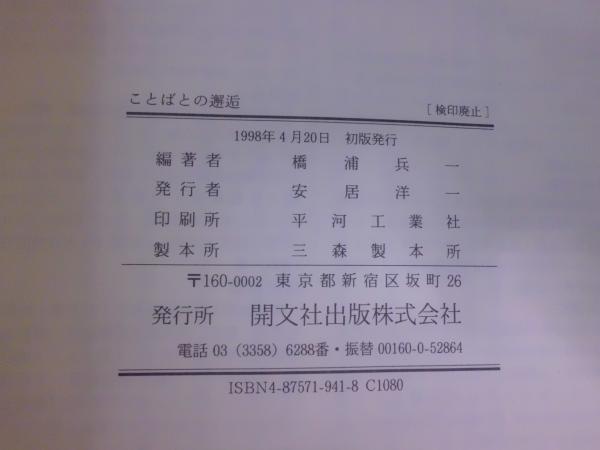 ことばとの邂逅 [検印廃止]
1998年4月20日 初版発行
編著者 橋浦兵一
発行者 安居洋一
印刷所 平河工業社
製本所 三森製本所
〒160-0002 東京都新宿区坂町26
発行所 開文社出版株式会社
電話 03 (3358) 6288番・振替 00160-0-52864
ISBN4-87571-941-8 C1080